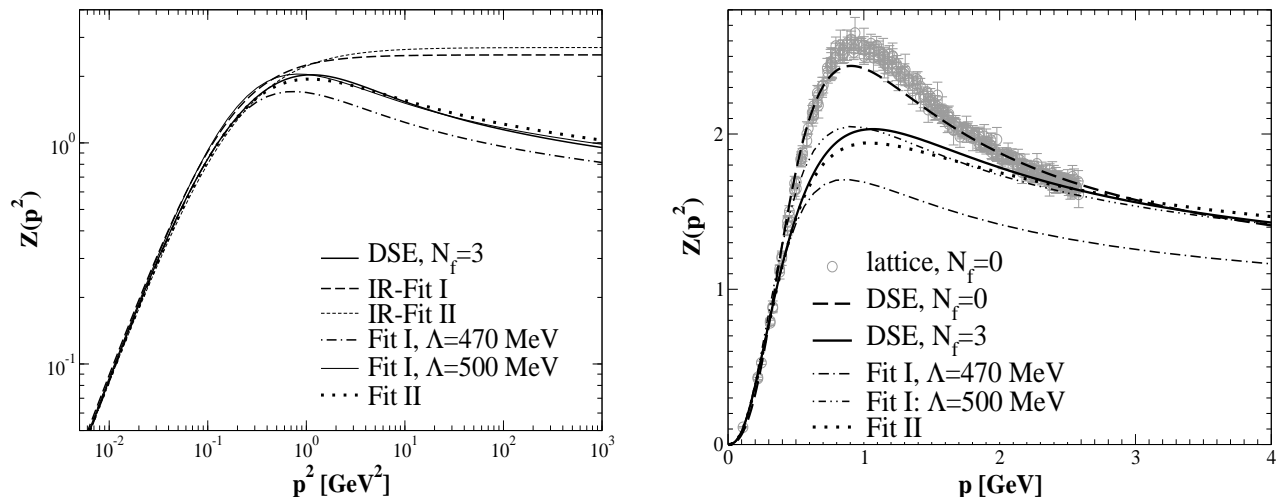 Z(p²)
10⁰
10⁻¹
DSE, N_f=3
IR-Fit I
IR-Fit II
Fit I, Λ=470 MeV
Fit I, Λ=500 MeV
Fit II
10⁻² 10⁻¹ 10⁰ 10¹ 10² 10³
p² [GeV²]
Z(p²)
2
1
0
lattice, N_f=0
DSE, N_f=0
DSE, N_f=3
Fit I, Λ=470 MeV
Fit I: Λ=500 MeV
Fit II
0 1 2 3 4
p [GeV]